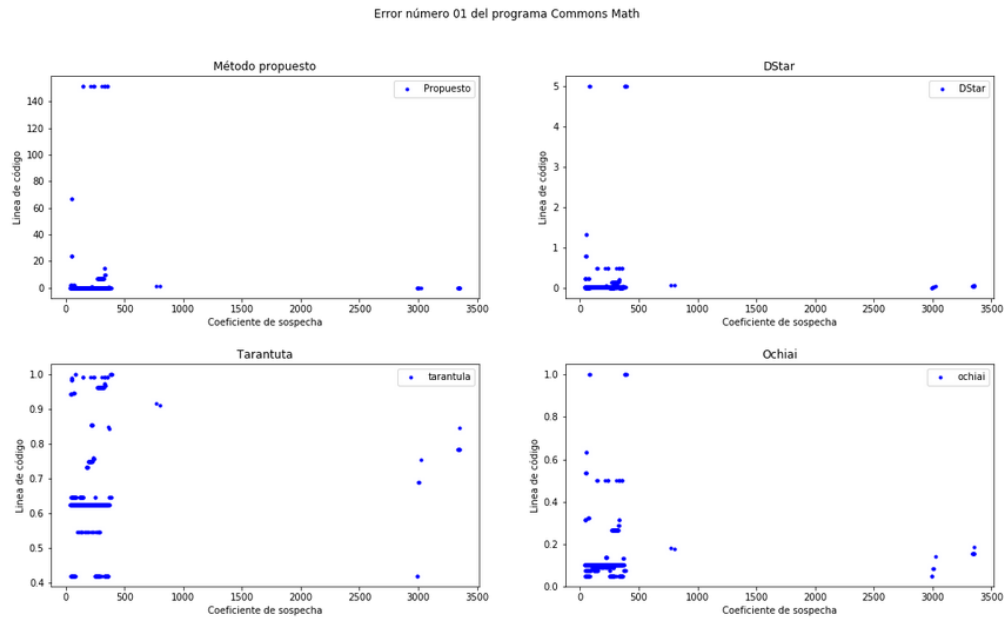 Error número 01 del programa Commons Math
Método propuesto
Propuesto
Linea de código
140
120
100
80
60
40
20
0
0 500 1000 1500 2000 2500 3000 3500
Coeficiente de sospecha
DStar
DStar
Linea de código
5
4
3
2
1
0
0 500 1000 1500 2000 2500 3000 3500
Coeficiente de sospecha
Tarantuta
tarantula
Linea de código
1.0
0.9
0.8
0.7
0.6
0.5
0.4
0 500 1000 1500 2000 2500 3000 3500
Coeficiente de sospecha
Ochiai
ochiai
Linea de código
1.0
0.8
0.6
0.4
0.2
0.0
0 500 1000 1500 2000 2500 3000 3500
Coeficiente de sospecha